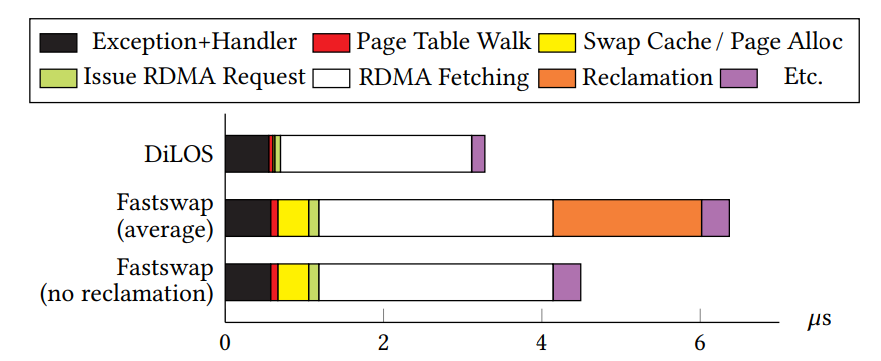 Exception+Handler Page Table Walk Swap Cache / Page Alloc
Issue RDMA Request RDMA Fetching Reclamation Etc.
DiLOS
Fastswap
(average)
Fastswap
(no reclamation)
0 2 4 6 μs